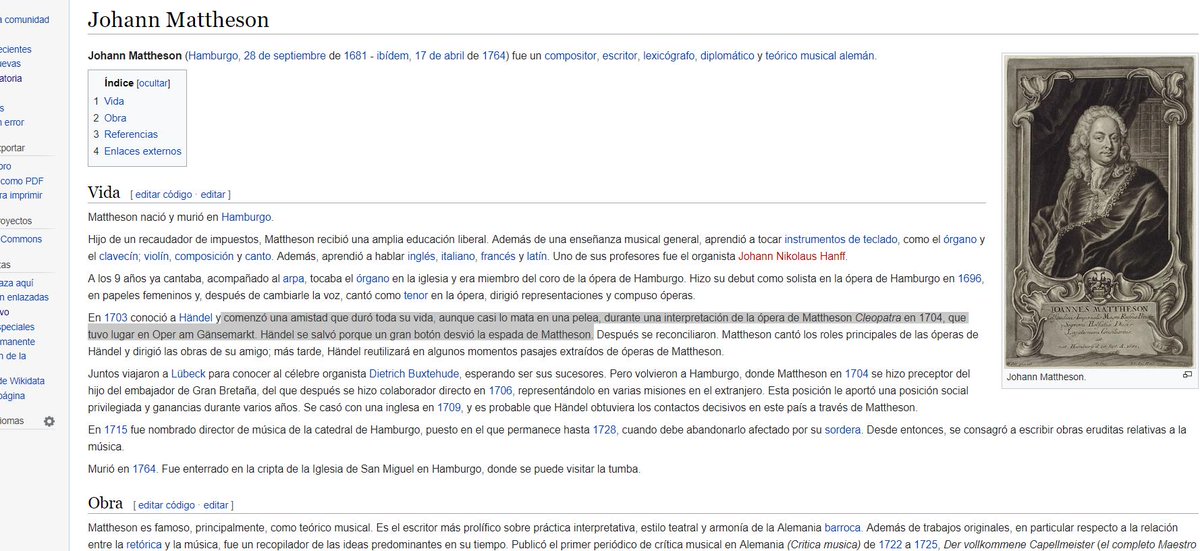 a comunidad
ecientes
uevas
atoria
s
n error
xportar
bro
como PDF
ra imprimir
royectos
Commons
tas
aza aquí
n enlazadas
vo
speciales
rmanente
n de la
de Wikidata
página
iomas
Johann Mattheson
Johann Mattheson (Hamburgo, 28 de septiembre de 1681 - ibídem, 17 de abril de 1764) fue un compositor, escritor, lexicógrafo, diplomático y teórico musical alemán.
Índice [ocultar]
1 Vida
2 Obra
3 Referencias
4 Enlaces externos
Vida [ editar código · editar ]
Mattheson nació y murió en Hamburgo.
Hijo de un recaudador de impuestos, Mattheson recibió una amplia educación liberal. Además de una enseñanza musical general, aprendió a tocar instrumentos de teclado, como el órgano y
el clavecín; violín, composición y canto. Además, aprendió a hablar inglés, italiano, francés y latín. Uno de sus profesores fue el organista Johann Nikolaus Hanff.
A los 9 años ya cantaba, acompañado al arpa, tocaba el órgano en la iglesia y era miembro del coro de la ópera de Hamburgo. Hizo su debut como solista en la ópera de Hamburgo en 1696,
en papeles femeninos y, después de cambiarle la voz, cantó como tenor en la ópera, dirigió representaciones y compuso óperas.
En 1703 conoció a Händel y comenzó una amistad que duró toda su vida, aunque casi lo mata en una pelea, durante una interpretación de la ópera de Mattheson Cleopatra en 1704, que
tuvo lugar en Oper am Gänsemarkt. Händel se salvó porque un gran botón desvió la espada de Mattheson. Después se reconciliaron. Mattheson cantó los roles principales de las óperas de
Händel y dirigió las obras de su amigo; más tarde, Händel reutilizará en algunos momentos pasajes extraídos de óperas de Mattheson.
Juntos viajaron a Lübeck para conocer al célebre organista Dietrich Buxtehude, esperando ser sus sucesores. Pero volvieron a Hamburgo, donde Mattheson en 1704 se hizo preceptor del
hijo del embajador de Gran Bretaña, del que después se hizo colaborador directo en 1706, representándolo en varias misiones en el extranjero. Esta posición le aportó una posición social
privilegiada y ganancias durante varios años. Se casó con una inglesa en 1709, y es probable que Händel obtuviera los contactos decisivos en este país a través de Mattheson.
En 1715 fue nombrado director de música de la catedral de Hamburgo, puesto en el que permanece hasta 1728, cuando debe abandonarlo afectado por su sordera. Desde entonces, se consagró a escribir obras eruditas relativas a la
música.
Murió en 1764. Fue enterrado en la cripta de la Iglesia de San Miguel en Hamburgo, donde se puede visitar la tumba.
Obra [ editar código · editar ]
Mattheson es famoso, principalmente, como teórico musical. Es el escritor más prolífico sobre práctica interpretativa, estilo teatral y armonía de la Alemania barroca. Además de trabajos originales, en particular respecto a la relación
entre la retórica y la música, fue un recopilador de las ideas predominantes en su tiempo. Publicó el primer periódico de crítica musical en Alemania (Critica musica) de 1722 a 1725, Der vollkommene Capellmeister (el completo Maestro
IOANNES MATTHESON
Johann Mattheson.